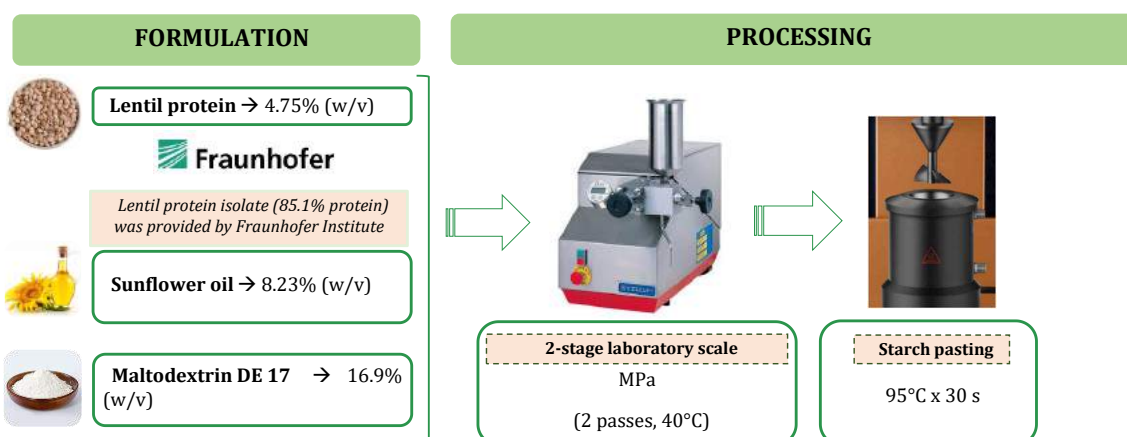 FORMULATION
Lentil protein → 4.75% (w/v)
Fraunhofer
Lentil protein isolate (85.1% protein)
was provided by Fraunhofer Institute
Sunflower oil → 8.23% (w/v)
Maltodextrin DE 17 → 16.9%
(w/v)
PROCESSING
2-stage laboratory scale
MPa
(2 passes, 40°C)
Starch pasting
95°C x 30 s